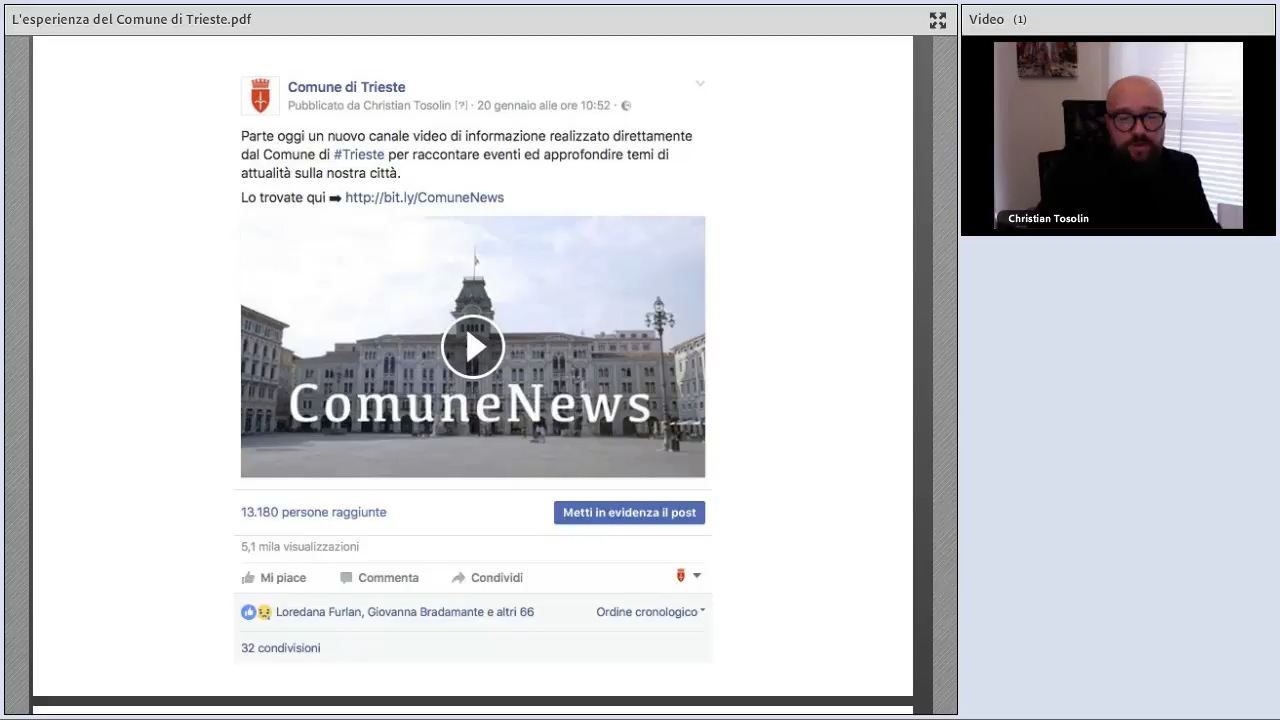 L'esperienza del Comune di Trieste.pdf
Video (1)
Comune di Trieste
Pubblicato da Christian Tosolin [?] · 20 gennaio alle ore 10:52 ·
Parte oggi un nuovo canale video di informazione realizzato direttamente
dal Comune di #Trieste per raccontare eventi ed approfondire temi di
attualità sulla nostra città.
Lo trovate qui ➡ http://bit.ly/ComuneNews
ComuneNews
13.180 persone raggiunte
Metti in evidenza il post
5,1 mila visualizzazioni
Mi piace Commenta Condividi
Loredana Furlan, Giovanna Bradamante e altri 66
Ordine cronologico
32 condivisioni
Christian Tosolin